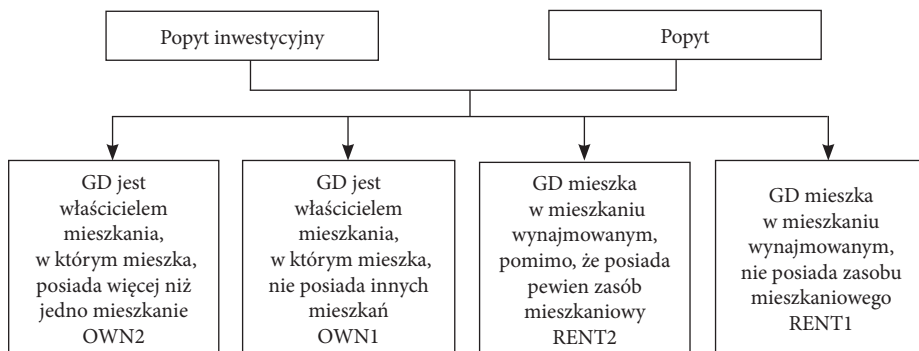 Popyt inwestycyjny
Popyt
GD jest
właścicielem
mieszkania,
w którym mieszka,
posiada więcej niż
jedno mieszkanie
OWN2
GD jest
właścicielem
mieszkania,
w którym mieszka,
nie posiada innych
mieszkań
OWN1
GD mieszka
w mieszkaniu
wynajmowanym,
pomimo, że posiada
pewien zasób
mieszkaniowy
RENT2
GD mieszka
w mieszkaniu
wynajmowanym,
nie posiada zasobu
mieszkaniowego
RENT1